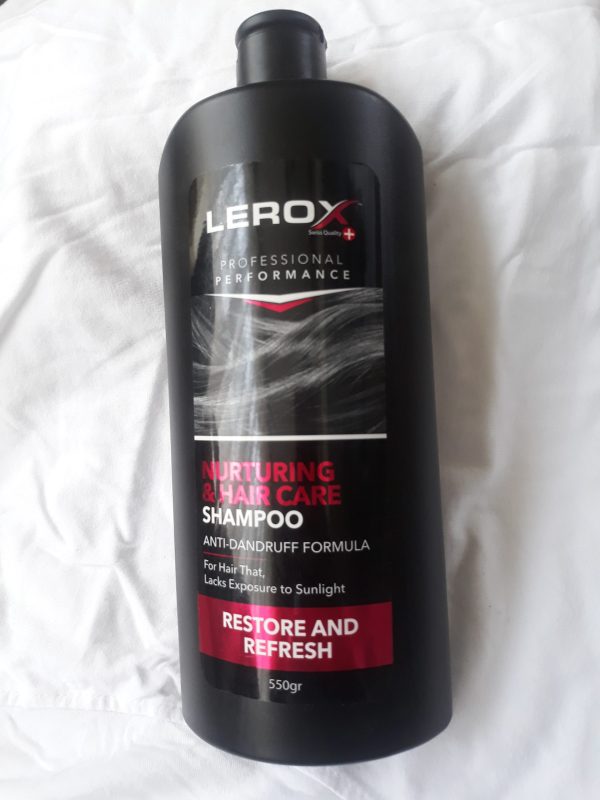 LEROX
Swiss Quality
PROFESSIONAL
PERFORMANCE
NURTURING
& HAIR CARE
SHAMPOO
ANTI-DANDRUFF FORMULA
For Hair That,
Lacks Exposure to Sunlight
RESTORE AND
REFRESH
550gr